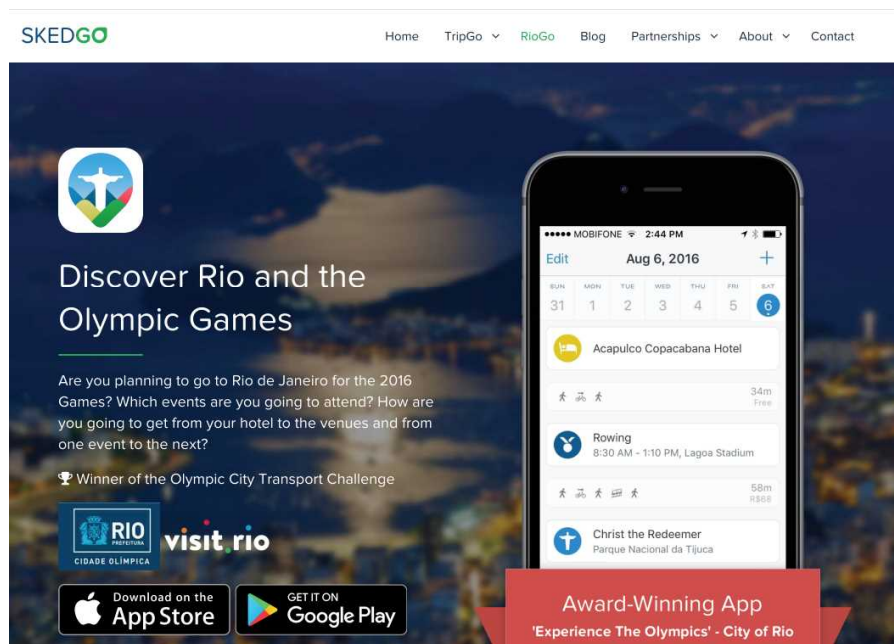 SKEDGO
Home TripGo RioGo Blog Partnerships About Contact
Discover Rio and the
Olympic Games
Are you planning to go to Rio de Janeiro for the 2016
Games? Which events are you going to attend? How are
you going to get from your hotel to the venues and from
one event to the next?
Winner of the Olympic City Transport Challenge
RIO
PREFEITURA
CIDADE OLÍMPICA
visit.rio
Download on the
App Store
GET IT ON
Google Play
MOBIFONE 2:44 PM
Edit Aug 6, 2016 +
SUN MON TUE WED THU FRI SAT
31 1 2 3 4 5 6
Acapulco Copacabana Hotel
34m
Free
Rowing
8:30 AM - 1:10 PM, Lagoa Stadium
58m
R$68
Christ the Redeemer
Parque Nacional da Tijuca
Award-Winning App
'Experience The Olympics' - City of Rio